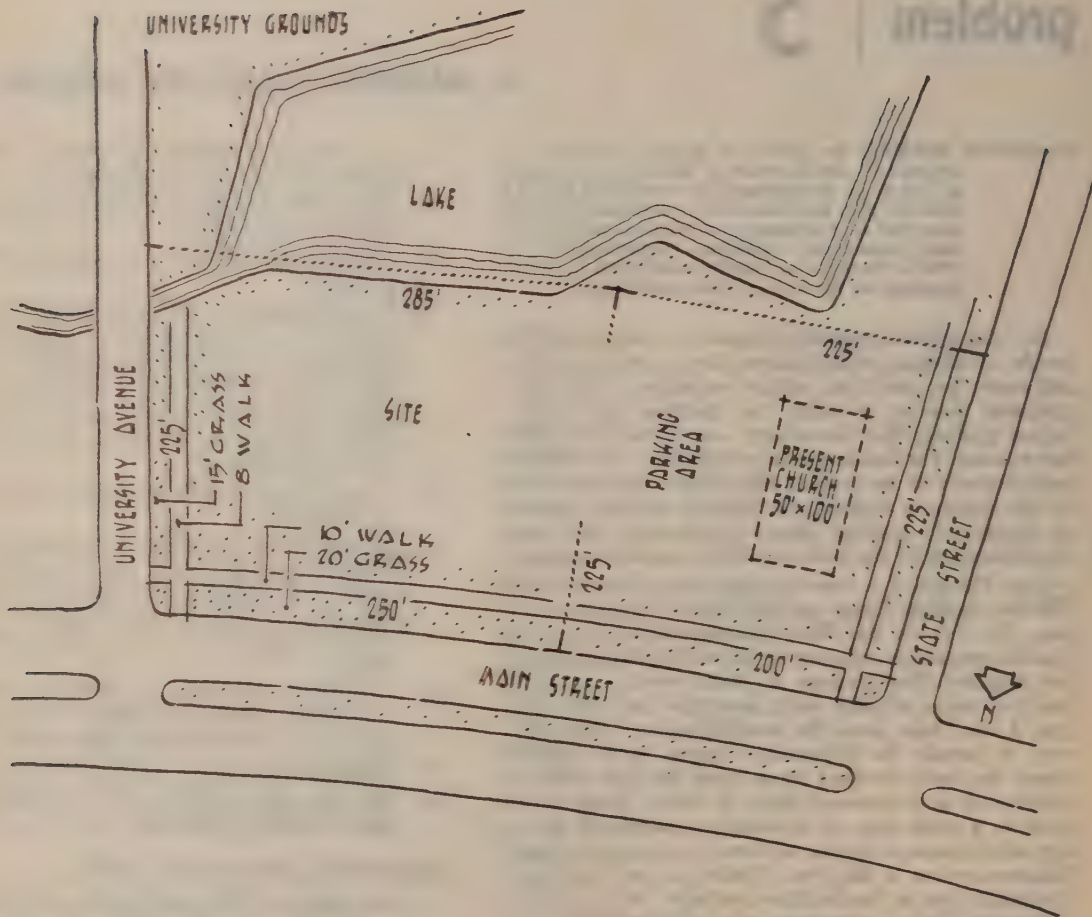 UNIVERSITY GROUNDS
LAKE
285'
225'
SITE
UNIVERSITY AVENUE
225'
15' GRASS
8 WALK
PARKING
AREA
PRESENT
CHURCH
50' × 100'
225'
STATE STREET
10' WALK
20' GRASS
225'
250'
200'
MAIN STREET
N